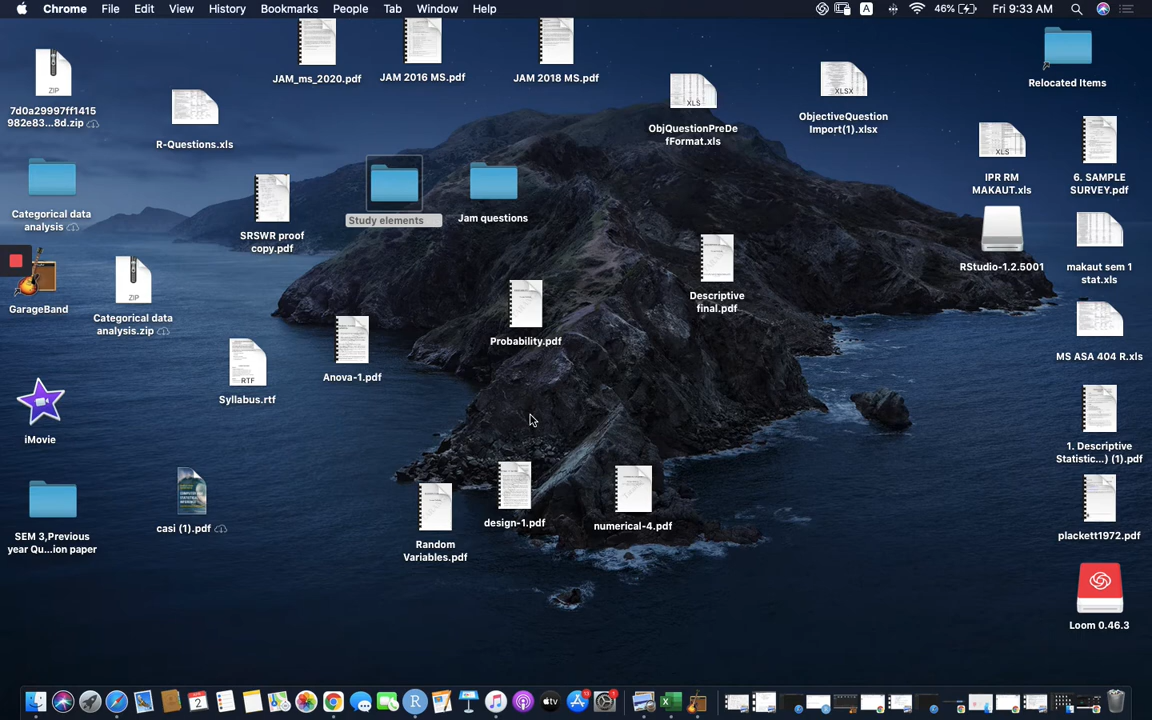 Chrome File Edit View History Bookmarks People Tab Window Help A 46% Fri 9:33 AM
JAM_ms_2020.pdf
JAM 2016 MS.pdf
JAM 2018 MS.pdf
Relocated Items
ZIP
7d0a29997ff1415
982e83...8d.zip
R-Questions.xls
XLS
ObjQuestionPreDe
fFormat.xls
XLSX
ObjectiveQuestion
Import(1).xlsx
XLS
IPR RM
MAKAUT.xls
6. SAMPLE
SURVEY.pdf
Categorical data
analysis
SRSWR proof
copy.pdf
Study elements
Jam questions
RStudio-1.2.5001
makaut sem 1
stat.xls
GarageBand
ZIP
Categorical data
analysis.zip
Probability.pdf
Descriptive
final.pdf
MS ASA 404 R.xls
RTF
Syllabus.rtf
Anova-1.pdf
iMovie
1. Descriptive
Statistic...) (1).pdf
SEM 3,Previous
year Qu...ion paper
casi (1).pdf
Random
Variables.pdf
design-1.pdf
numerical-4.pdf
plackett1972.pdf
Loom 0.46.3